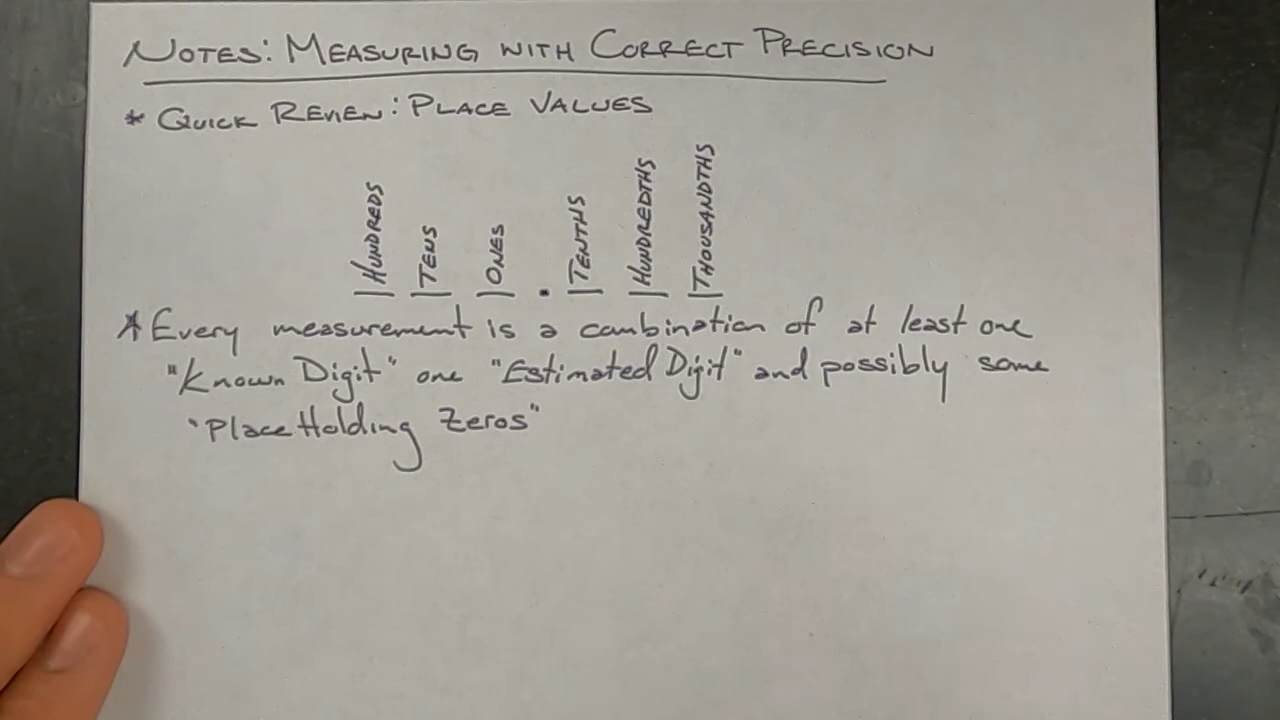 NOTES: MEASURING WITH CORRECT PRECISION
* QUICK REVIEW: PLACE VALUES
HUNDREDS TENS ONES . TENTHS HUNDREDTHS THOUSANDTHS
* Every measurement is a combination of at least one
"Known Digit" one "Estimated Digit" and possibly some
"Place Holding Zeros"